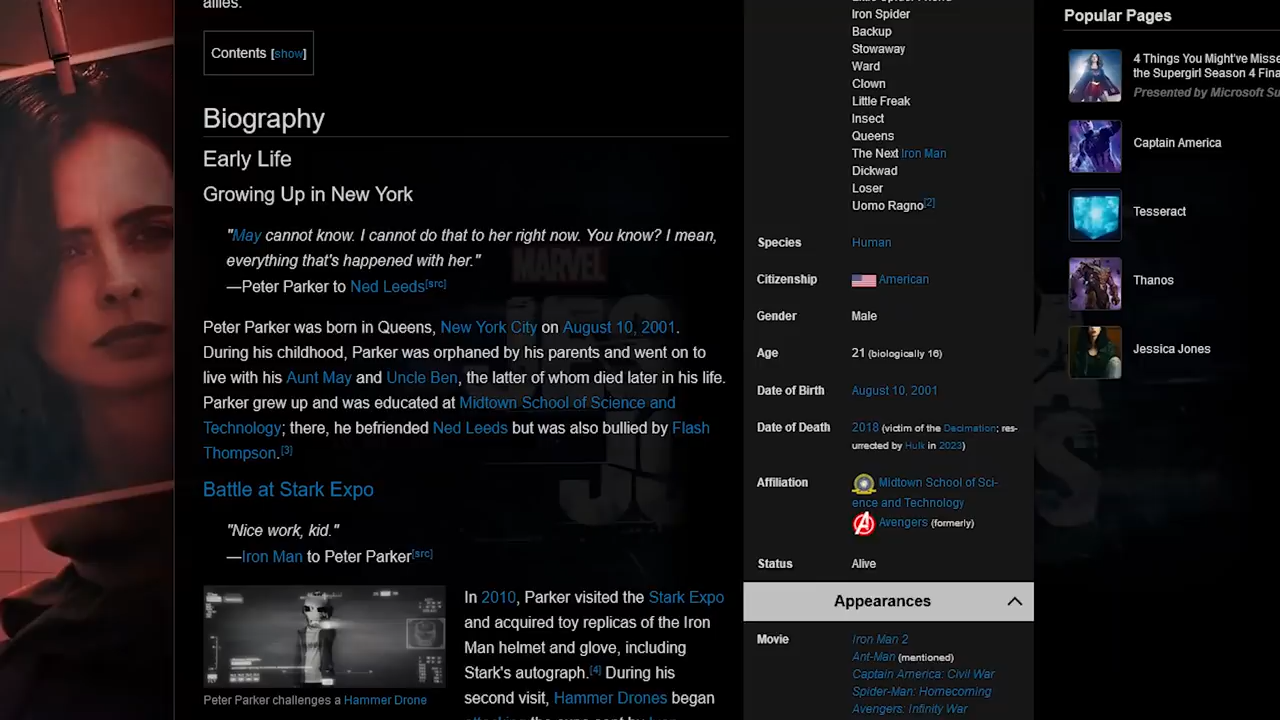 allies.
Contents [show]
Biography
Early Life
Growing Up in New York
"May cannot know. I cannot do that to her right now. You know? I mean,
everything that's happened with her."
—Peter Parker to Ned Leeds[src]
Peter Parker was born in Queens, New York City on August 10, 2001.
During his childhood, Parker was orphaned by his parents and went on to
live with his Aunt May and Uncle Ben, the latter of whom died later in his life.
Parker grew up and was educated at Midtown School of Science and
Technology; there, he befriended Ned Leeds but was also bullied by Flash
Thompson.[3]
Battle at Stark Expo
"Nice work, kid."
—Iron Man to Peter Parker[src]
Peter Parker challenges a Hammer Drone
In 2010, Parker visited the Stark Expo
and acquired toy replicas of the Iron
Man helmet and glove, including
Stark's autograph.[4] During his
second visit, Hammer Drones began
MARVEL
Iron Spider
Backup
Stowaway
Ward
Clown
Little Freak
Insect
Queens
The Next Iron Man
Dickwad
Loser
Uomo Ragno[2]
Species Human
Citizenship American
Gender Male
Age 21 (biologically 16)
Date of Birth August 10, 2001
Date of Death 2018 (victim of the Decimation; res-
urrected by Hulk in 2023)
Affiliation Midtown School of Sci-
ence and Technology
Avengers (formerly)
Status Alive
Appearances
Movie Iron Man 2
Ant-Man (mentioned)
Captain America: Civil War
Spider-Man: Homecoming
Avengers: Infinity War
Popular Pages
4 Things You Might've Misse
the Supergirl Season 4 Fina
Presented by Microsoft Su
Captain America
Tesseract
Thanos
Jessica Jones